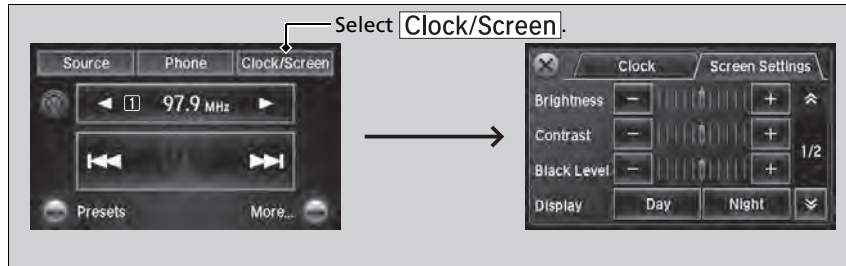 Select Clock/Screen.
Source Phone Clock/Screen
1 97.9 MHz
Presets More...
Clock Screen Settings
Brightness - +
Contrast - +
1/2
Black Level - +
Display Day Night